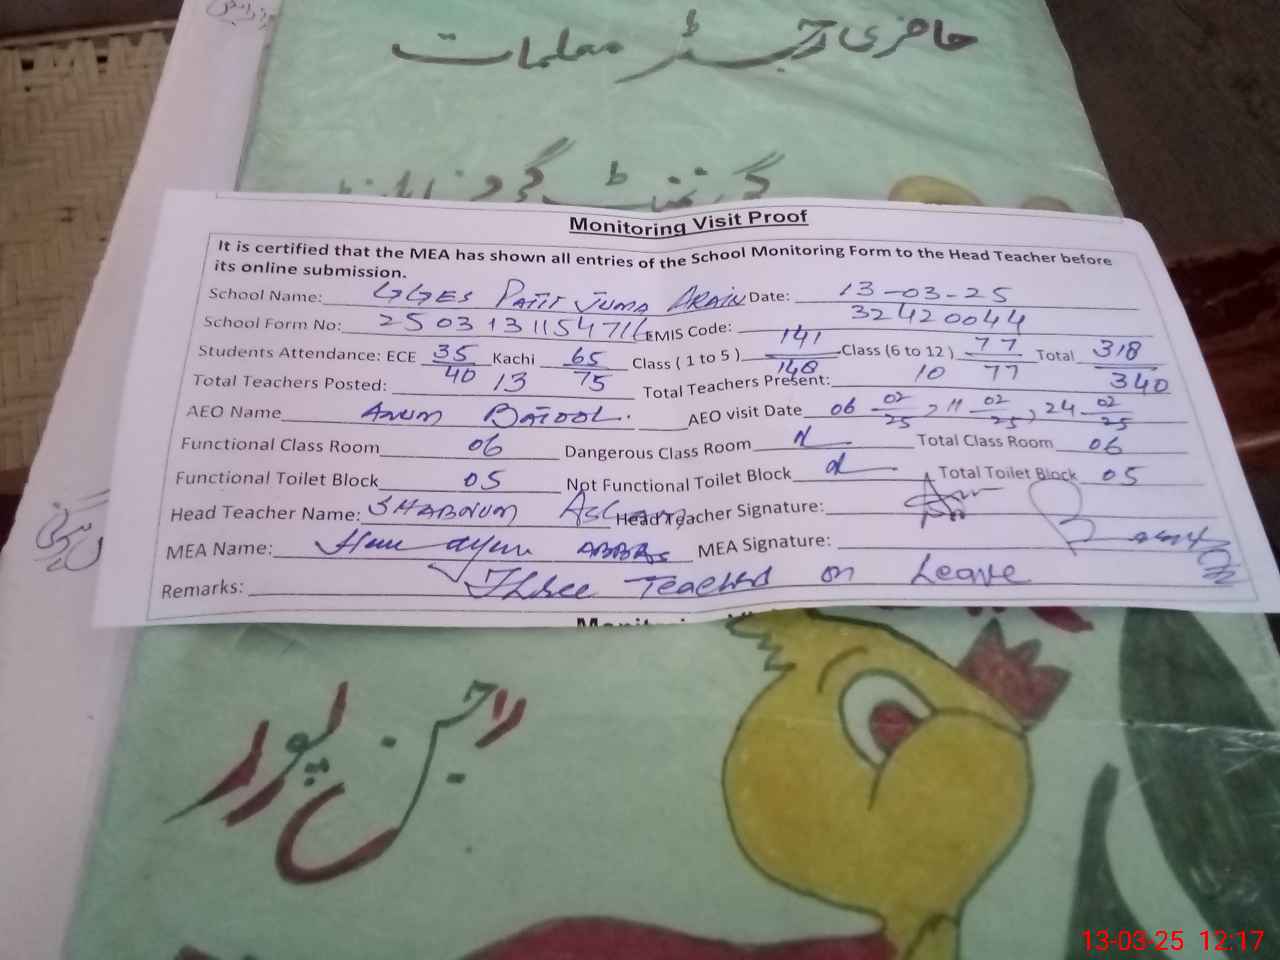 حاضری رجسٹر معلمات
گورنمنٹ گرلز
Monitoring Visit Proof
It is certified that the MEA has shown all entries of the School Monitoring Form to the Head Teacher before
its online submission.
School Name: GGES PATTI JUMA ARAIN Date: 13-03-25
School Form No: EMIS Code: 32420044
Students Attendance: ECE 35/40 Kachi 65/75 Class ( 1 to 5 ) 141/148 Class (6 to 12 ) 77/77 Total 318/340
Total Teachers Posted: 13 Total Teachers Present: 10
AEO Name Anum BATOOL. AEO visit Date 06 02/25, 11 02/25, 24 02/25
Functional Class Room 06 Dangerous Class Room Total Class Room 06
Functional Toilet Block 05 Not Functional Toilet Block Total Toilet Block 05
Head Teacher Name: SHABNUM ASLAM Head Teacher Signature:
MEA Name: ABBAS MEA Signature:
Remarks: Three Teachers on Leave
13-03-25 12:17